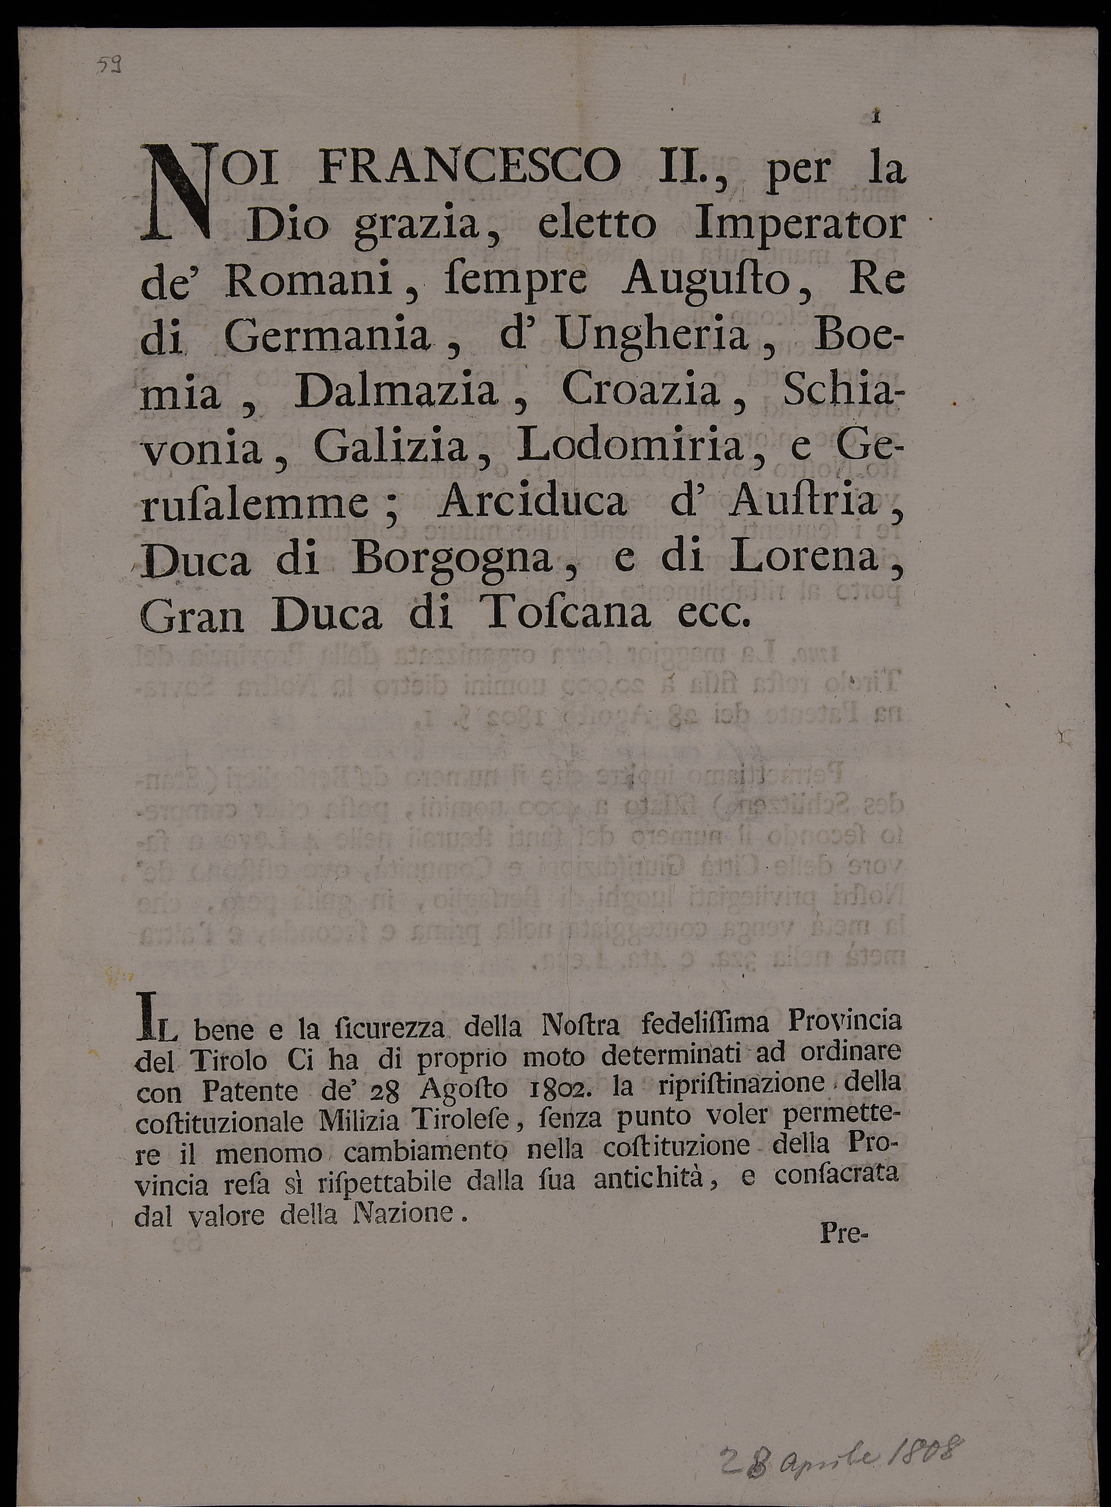 59
1
NOI FRANCESCO II., per la
Dio grazia, eletto Imperator
de' Romani, ſempre Auguſto, Re
di Germania, d' Ungheria, Boe-
mia, Dalmazia, Croazia, Schia-
vonia, Galizia, Lodomiria, e Ge-
ruſalemme; Arciduca d' Auſtria,
Duca di Borgogna, e di Lorena,
Gran Duca di Toſcana ecc.
IL bene e la ſicurezza della Noſtra fedeliſſima Provincia
del Tirolo Ci ha di proprio moto determinati ad ordinare
con Patente de' 28 Agoſto 1802. la ripriſtinazione della
coſtituzionale Milizia Tiroleſe, ſenza punto voler permette-
re il menomo cambiamento nella coſtituzione della Pro-
vincia reſa sì riſpettabile dalla ſua antichità, e conſacrata
dal valore della Nazione.
Pre-
28 aprile 1808